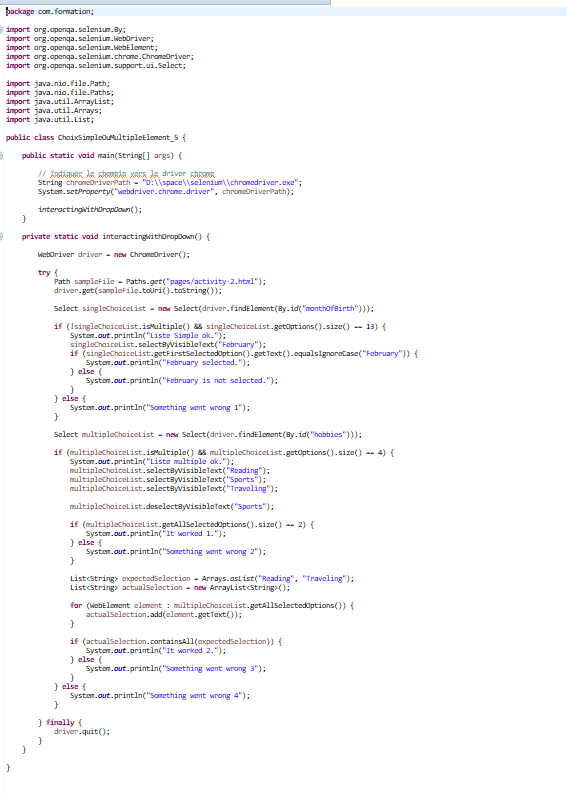 package com.formation;

import org.openqa.selenium.By;
import org.openqa.selenium.WebDriver;
import org.openqa.selenium.WebElement;
import org.openqa.selenium.chrome.ChromeDriver;
import org.openqa.selenium.support.ui.Select;

import java.nio.file.Path;
import java.nio.file.Paths;
import java.util.ArrayList;
import java.util.Arrays;
import java.util.List;

public class ChoixSimpleOuMultipleElement_5 {

    public static void main(String[] args) {

        // Indiquer le chemein vers le driver chrome
        String chromeDriverPath = "D:\\space\\selenium\\chromedriver.exe";
        System.setProperty("webdriver.chrome.driver", chromeDriverPath);

        interactingWithDropDown();
    }

    private static void interactingWithDropDown() {

        WebDriver driver = new ChromeDriver();

        try {
            Path sampleFile = Paths.get("pages/activity-2.html");
            driver.get(sampleFile.toUri().toString());

            Select singleChoiceList = new Select(driver.findElement(By.id("monthOfBirth")));

            if (!singleChoiceList.isMultiple() && singleChoiceList.getOptions().size() == 13) {
                System.out.println("Liste Simple ok.");
                singleChoiceList.selectByVisibleText("February");
                if (singleChoiceList.getFirstSelectedOption().getText().equalsIgnoreCase("February")) {
                    System.out.println("February selected.");
                } else {
                    System.out.println("February is not selected.");
                }
            } else {
                System.out.println("Something went wrong 1");
            }

            Select multipleChoiceList = new Select(driver.findElement(By.id("hobbies")));

            if (multipleChoiceList.isMultiple() && multipleChoiceList.getOptions().size() == 4) {
                System.out.println("Liste multiple ok.");
                multipleChoiceList.selectByVisibleText("Reading");
                multipleChoiceList.selectByVisibleText("Sports");
                multipleChoiceList.selectByVisibleText("Traveling");

                multipleChoiceList.deselectByVisibleText("Sports");

                if (multipleChoiceList.getAllSelectedOptions().size() == 2) {
                    System.out.println("It worked 1.");
                } else {
                    System.out.println("Something went wrong 2");
                }

                List<String> expectedSelection = Arrays.asList("Reading", "Traveling");
                List<String> actualSelection = new ArrayList<String>();

                for (WebElement element : multipleChoiceList.getAllSelectedOptions()) {
                    actualSelection.add(element.getText());
                }

                if (actualSelection.containsAll(expectedSelection)) {
                    System.out.println("It worked 2.");
                } else {
                    System.out.println("Something went wrong 3");
                }
            } else {
                System.out.println("Something went wrong 4");
            }

        } finally {
            driver.quit();
        }
    }

}